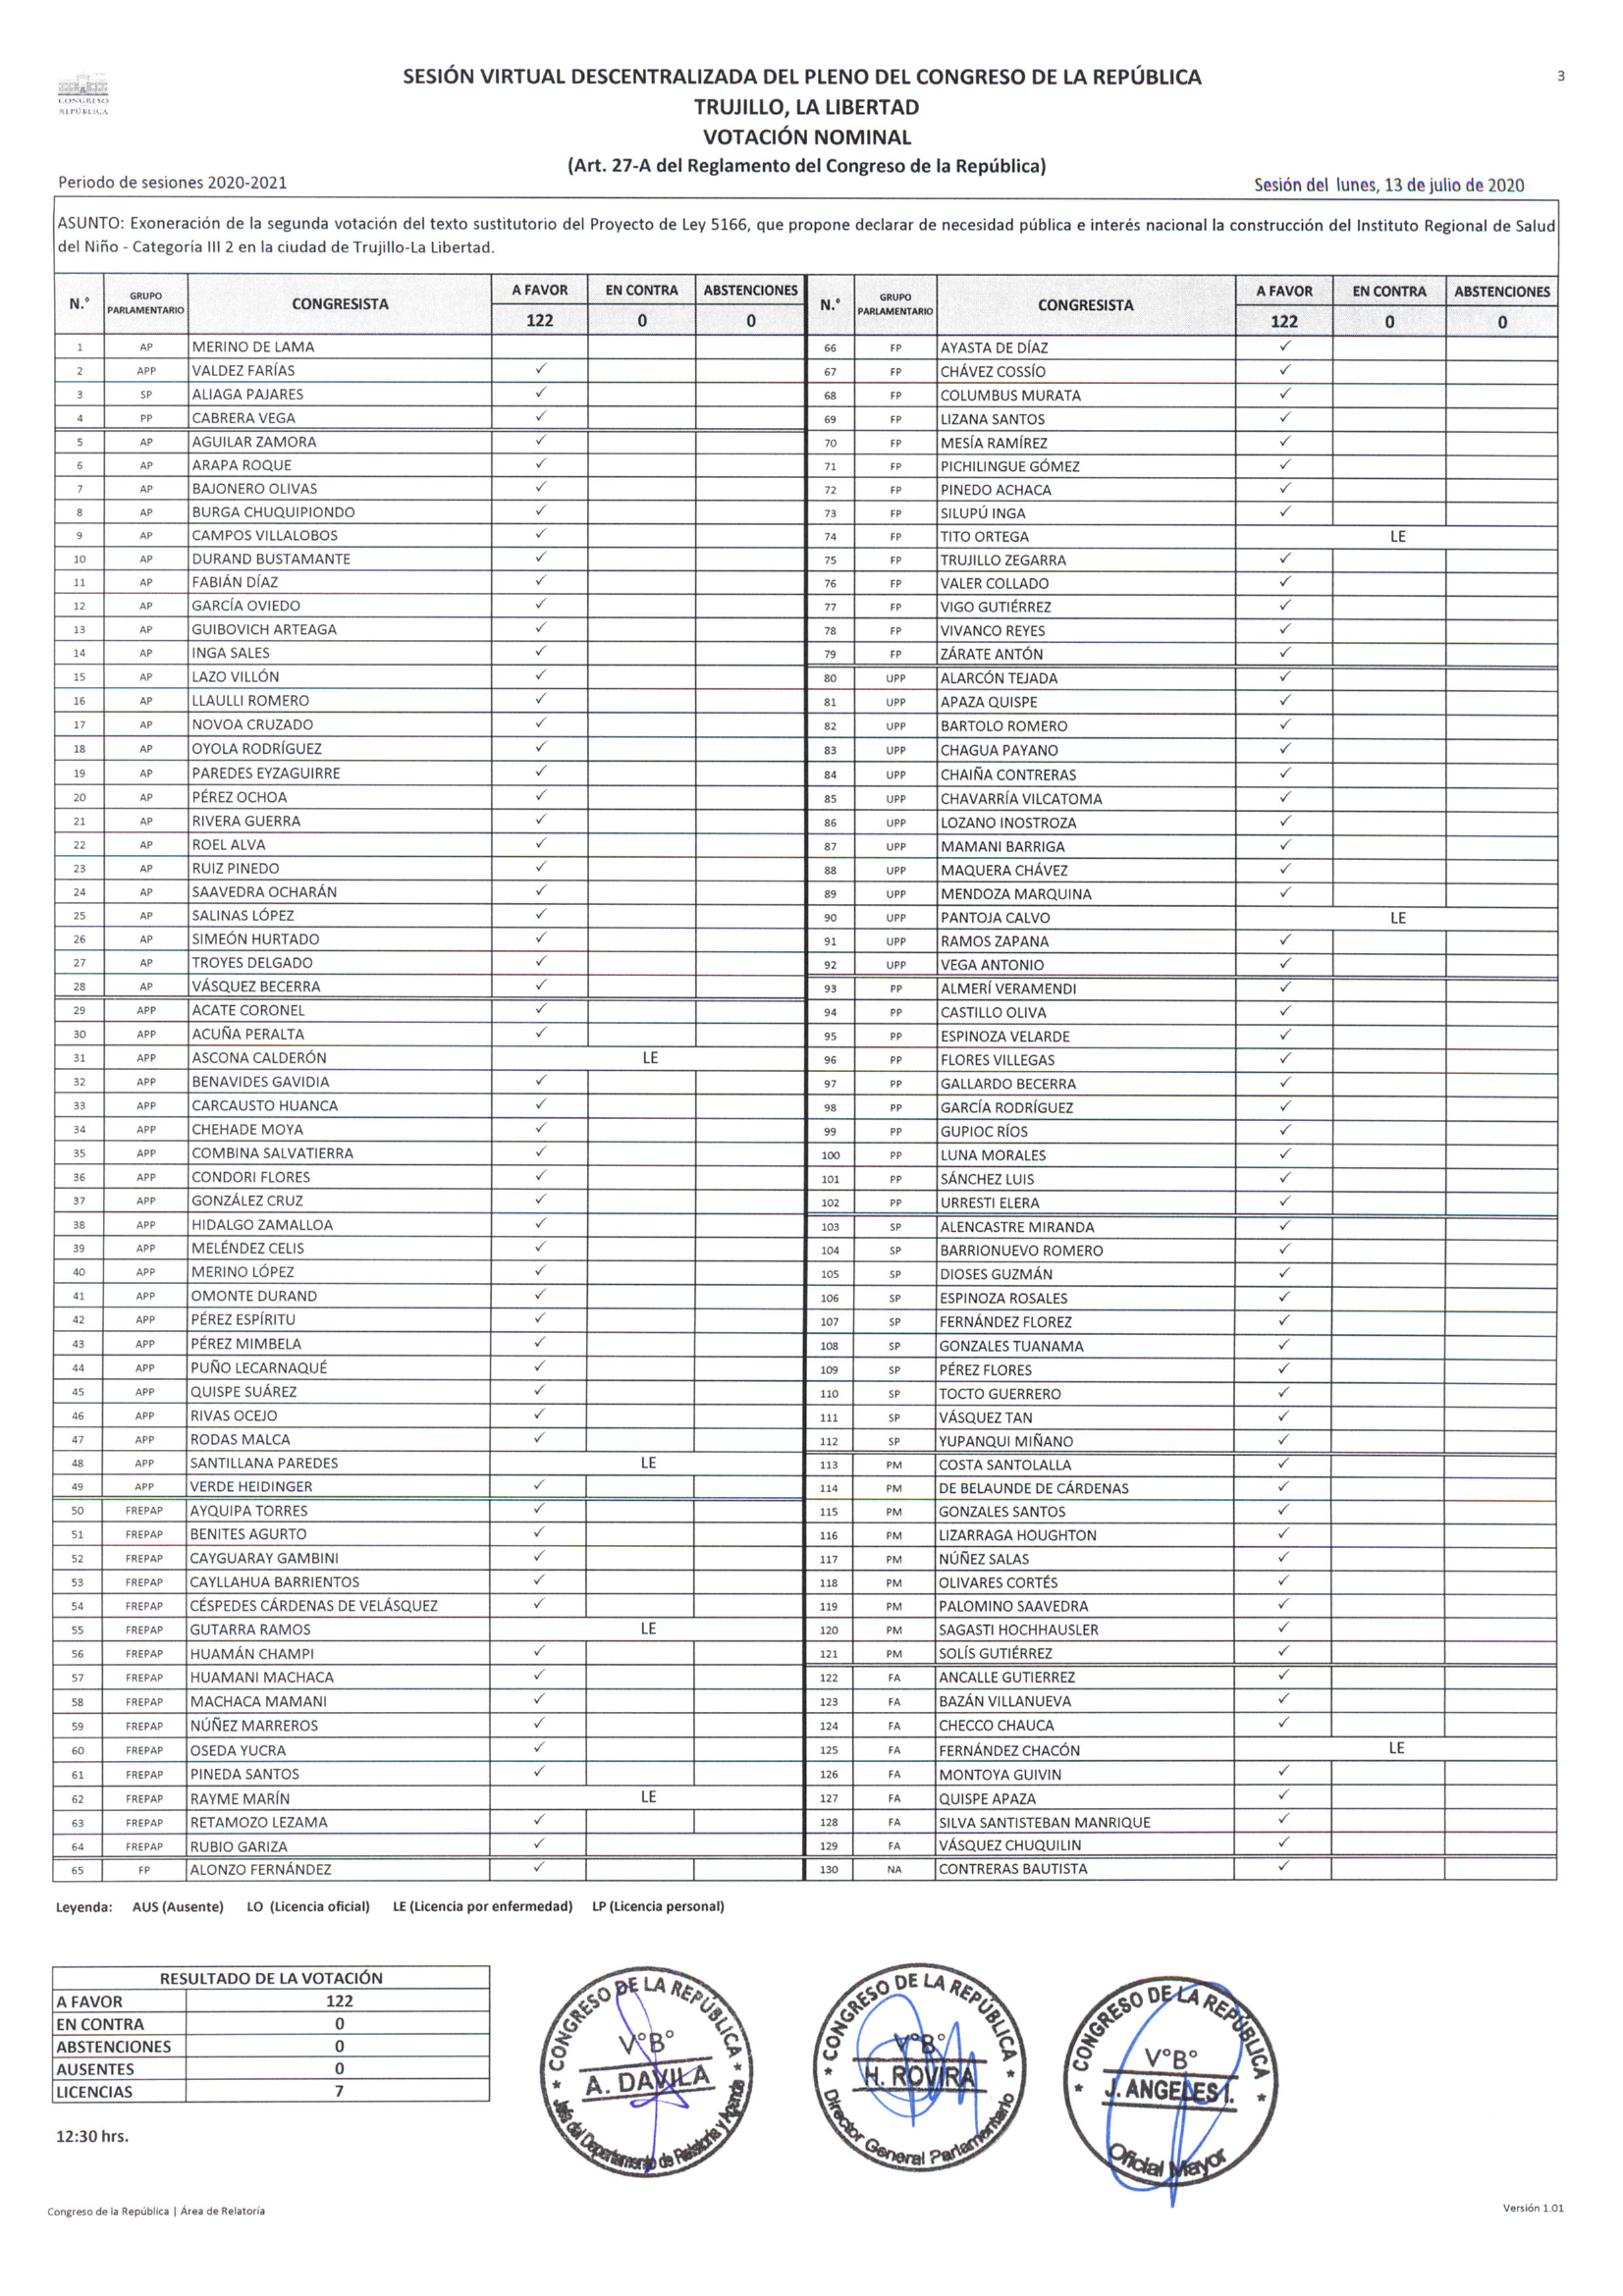 CONGRESO
REPÚBLICA
SESIÓN VIRTUAL DESCENTRALIZADA DEL PLENO DEL CONGRESO DE LA REPÚBLICA
3
TRUJILLO, LA LIBERTAD
VOTACIÓN NOMINAL
(Art. 27-A del Reglamento del Congreso de la República)
Periodo de sesiones 2020-2021
Sesión del lunes, 13 de julio de 2020
ASUNTO: Exoneración de la segunda votación del texto sustitutorio del Proyecto de Ley 5166, que propone declarar de necesidad pública e interés nacional la construcción del Instituto Regional de Salud
del Niño - Categoría III 2 en la ciudad de Trujillo-La Libertad.
N.° GRUPO PARLAMENTARIO CONGRESISTA A FAVOR EN CONTRA ABSTENCIONES N.° GRUPO PARLAMENTARIO CONGRESISTA A FAVOR EN CONTRA ABSTENCIONES
122 0 0 122 0 0
1 AP MERINO DE LAMA 66 FP AYASTA DE DÍAZ ✓
2 APP VALDEZ FARÍAS ✓ 67 FP CHÁVEZ COSSÍO ✓
3 SP ALIAGA PAJARES ✓ 68 FP COLUMBUS MURATA ✓
4 PP CABRERA VEGA ✓ 69 FP LIZANA SANTOS ✓
5 AP AGUILAR ZAMORA ✓ 70 FP MESÍA RAMÍREZ ✓
6 AP ARAPA ROQUE ✓ 71 FP PICHILINGUE GÓMEZ ✓
7 AP BAJONERO OLIVAS ✓ 72 FP PINEDO ACHACA ✓
8 AP BURGA CHUQUIPIONDO ✓ 73 FP SILUPÚ INGA ✓
9 AP CAMPOS VILLALOBOS ✓ 74 FP TITO ORTEGA LE
10 AP DURAND BUSTAMANTE ✓ 75 FP TRUJILLO ZEGARRA ✓
11 AP FABIÁN DÍAZ ✓ 76 FP VALER COLLADO ✓
12 AP GARCÍA OVIEDO ✓ 77 FP VIGO GUTIÉRREZ ✓
13 AP GUIBOVICH ARTEAGA ✓ 78 FP VIVANCO REYES ✓
14 AP INGA SALES ✓ 79 FP ZÁRATE ANTÓN ✓
15 AP LAZO VILLÓN ✓ 80 UPP ALARCÓN TEJADA ✓
16 AP LLAULLI ROMERO ✓ 81 UPP APAZA QUISPE ✓
17 AP NOVOA CRUZADO ✓ 82 UPP BARTOLO ROMERO ✓
18 AP OYOLA RODRÍGUEZ ✓ 83 UPP CHAGUA PAYANO ✓
19 AP PAREDES EYZAGUIRRE ✓ 84 UPP CHAIÑA CONTRERAS ✓
20 AP PÉREZ OCHOA ✓ 85 UPP CHAVARRÍA VILCATOMA ✓
21 AP RIVERA GUERRA ✓ 86 UPP LOZANO INOSTROZA ✓
22 AP ROEL ALVA ✓ 87 UPP MAMANI BARRIGA ✓
23 AP RUIZ PINEDO ✓ 88 UPP MAQUERA CHÁVEZ ✓
24 AP SAAVEDRA OCHARÁN ✓ 89 UPP MENDOZA MARQUINA ✓
25 AP SALINAS LÓPEZ ✓ 90 UPP PANTOJA CALVO LE
26 AP SIMEÓN HURTADO ✓ 91 UPP RAMOS ZAPANA ✓
27 AP TROYES DELGADO ✓ 92 UPP VEGA ANTONIO ✓
28 AP VÁSQUEZ BECERRA ✓ 93 PP ALMERÍ VERAMENDI ✓
29 APP ACATE CORONEL ✓ 94 PP CASTILLO OLIVA ✓
30 APP ACUÑA PERALTA ✓ 95 PP ESPINOZA VELARDE ✓
31 APP ASCONA CALDERÓN LE 96 PP FLORES VILLEGAS ✓
32 APP BENAVIDES GAVIDIA ✓ 97 PP GALLARDO BECERRA ✓
33 APP CARCAUSTO HUANCA ✓ 98 PP GARCÍA RODRÍGUEZ ✓
34 APP CHEHADE MOYA ✓ 99 PP GUPIOC RÍOS ✓
35 APP COMBINA SALVATIERRA ✓ 100 PP LUNA MORALES ✓
36 APP CONDORI FLORES ✓ 101 PP SÁNCHEZ LUIS ✓
37 APP GONZÁLEZ CRUZ ✓ 102 PP URRESTI ELERA ✓
38 APP HIDALGO ZAMALLOA ✓ 103 SP ALENCASTRE MIRANDA ✓
39 APP MELÉNDEZ CELIS ✓ 104 SP BARRIONUEVO ROMERO ✓
40 APP MERINO LÓPEZ ✓ 105 SP DIOSES GUZMÁN ✓
41 APP OMONTE DURAND ✓ 106 SP ESPINOZA ROSALES ✓
42 APP PÉREZ ESPÍRITU ✓ 107 SP FERNÁNDEZ FLOREZ ✓
43 APP PÉREZ MIMBELA ✓ 108 SP GONZALES TUANAMA ✓
44 APP PUÑO LECARNAQUÉ ✓ 109 SP PÉREZ FLORES ✓
45 APP QUISPE SUÁREZ ✓ 110 SP TOCTO GUERRERO ✓
46 APP RIVAS OCEJO ✓ 111 SP VÁSQUEZ TAN ✓
47 APP RODAS MALCA ✓ 112 SP YUPANQUI MIÑANO ✓
48 APP SANTILLANA PAREDES LE 113 PM COSTA SANTOLALLA ✓
49 APP VERDE HEIDINGER ✓ 114 PM DE BELAUNDE DE CÁRDENAS ✓
50 FREPAP AYQUIPA TORRES ✓ 115 PM GONZALES SANTOS ✓
51 FREPAP BENITES AGURTO ✓ 116 PM LIZARRAGA HOUGHTON ✓
52 FREPAP CAYGUARAY GAMBINI ✓ 117 PM NÚÑEZ SALAS ✓
53 FREPAP CAYLLAHUA BARRIENTOS ✓ 118 PM OLIVARES CORTÉS ✓
54 FREPAP CÉSPEDES CÁRDENAS DE VELÁSQUEZ ✓ 119 PM PALOMINO SAAVEDRA ✓
55 FREPAP GUTARRA RAMOS LE 120 PM SAGASTI HOCHHAUSLER ✓
56 FREPAP HUAMÁN CHAMPI ✓ 121 PM SOLÍS GUTIÉRREZ ✓
57 FREPAP HUAMANI MACHACA ✓ 122 FA ANCALLE GUTIERREZ ✓
58 FREPAP MACHACA MAMANI ✓ 123 FA BAZÁN VILLANUEVA ✓
59 FREPAP NÚÑEZ MARREROS ✓ 124 FA CHECCO CHAUCA ✓
60 FREPAP OSEDA YUCRA ✓ 125 FA FERNÁNDEZ CHACÓN LE
61 FREPAP PINEDA SANTOS ✓ 126 FA MONTOYA GUIVIN ✓
62 FREPAP RAYME MARÍN LE 127 FA QUISPE APAZA ✓
63 FREPAP RETAMOZO LEZAMA ✓ 128 FA SILVA SANTISTEBAN MANRIQUE ✓
64 FREPAP RUBIO GARIZA ✓ 129 FA VÁSQUEZ CHUQUILIN ✓
65 FP ALONZO FERNÁNDEZ ✓ 130 NA CONTRERAS BAUTISTA ✓
Leyenda: AUS (Ausente) LO (Licencia oficial) LE (Licencia por enfermedad) LP (Licencia personal)
RESULTADO DE LA VOTACIÓN
A FAVOR 122
EN CONTRA 0
ABSTENCIONES 0
AUSENTES 0
LICENCIAS 7
12:30 hrs.
* CONGRESO DE LA REPÚBLICA *
V°B°
A. DAVILA
Jefa del Departamento de Relatoría y Agenda
* CONGRESO DE LA REPÚBLICA *
V°B°
H. ROVIRA
Director General Parlamentario
* CONGRESO DE LA REPÚBLICA *
V°B°
J. ANGELES I.
Oficial Mayor
Congreso de la República | Área de Relatoría
Versión 1.01